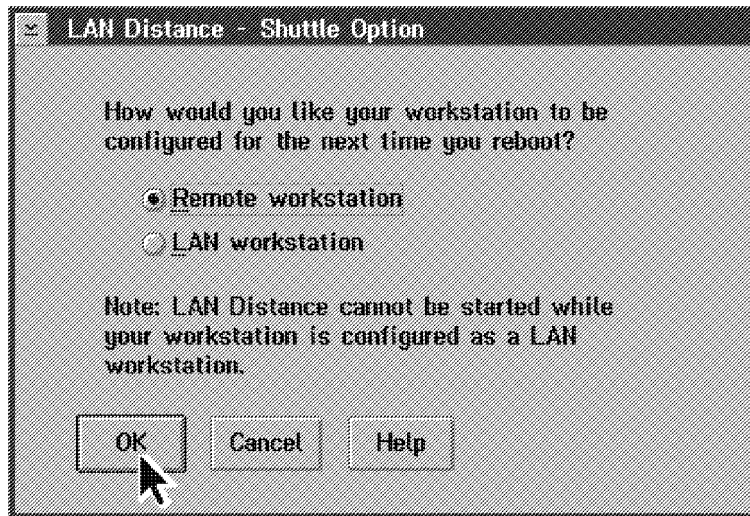 LAN Distance - Shuttle Option
How would you like your workstation to be
configured for the next time you reboot?
Remote workstation
LAN workstation
Note: LAN Distance cannot be started while
your workstation is configured as a LAN
workstation.
OK Cancel Help